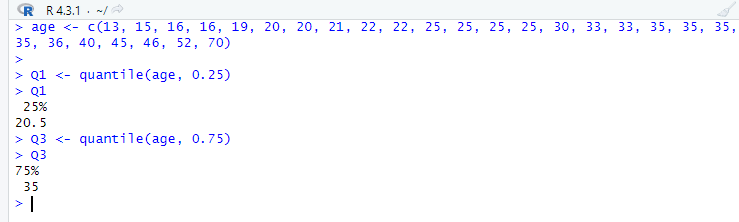 R 4.3.1 · ~/
> age <- c(13, 15, 16, 16, 19, 20, 20, 21, 22, 22, 25, 25, 25, 25, 30, 33, 33, 35, 35, 35,
35, 36, 40, 45, 46, 52, 70)
>
> Q1 <- quantile(age, 0.25)
> Q1
25%
20.5
> Q3 <- quantile(age, 0.75)
> Q3
75%
35
>